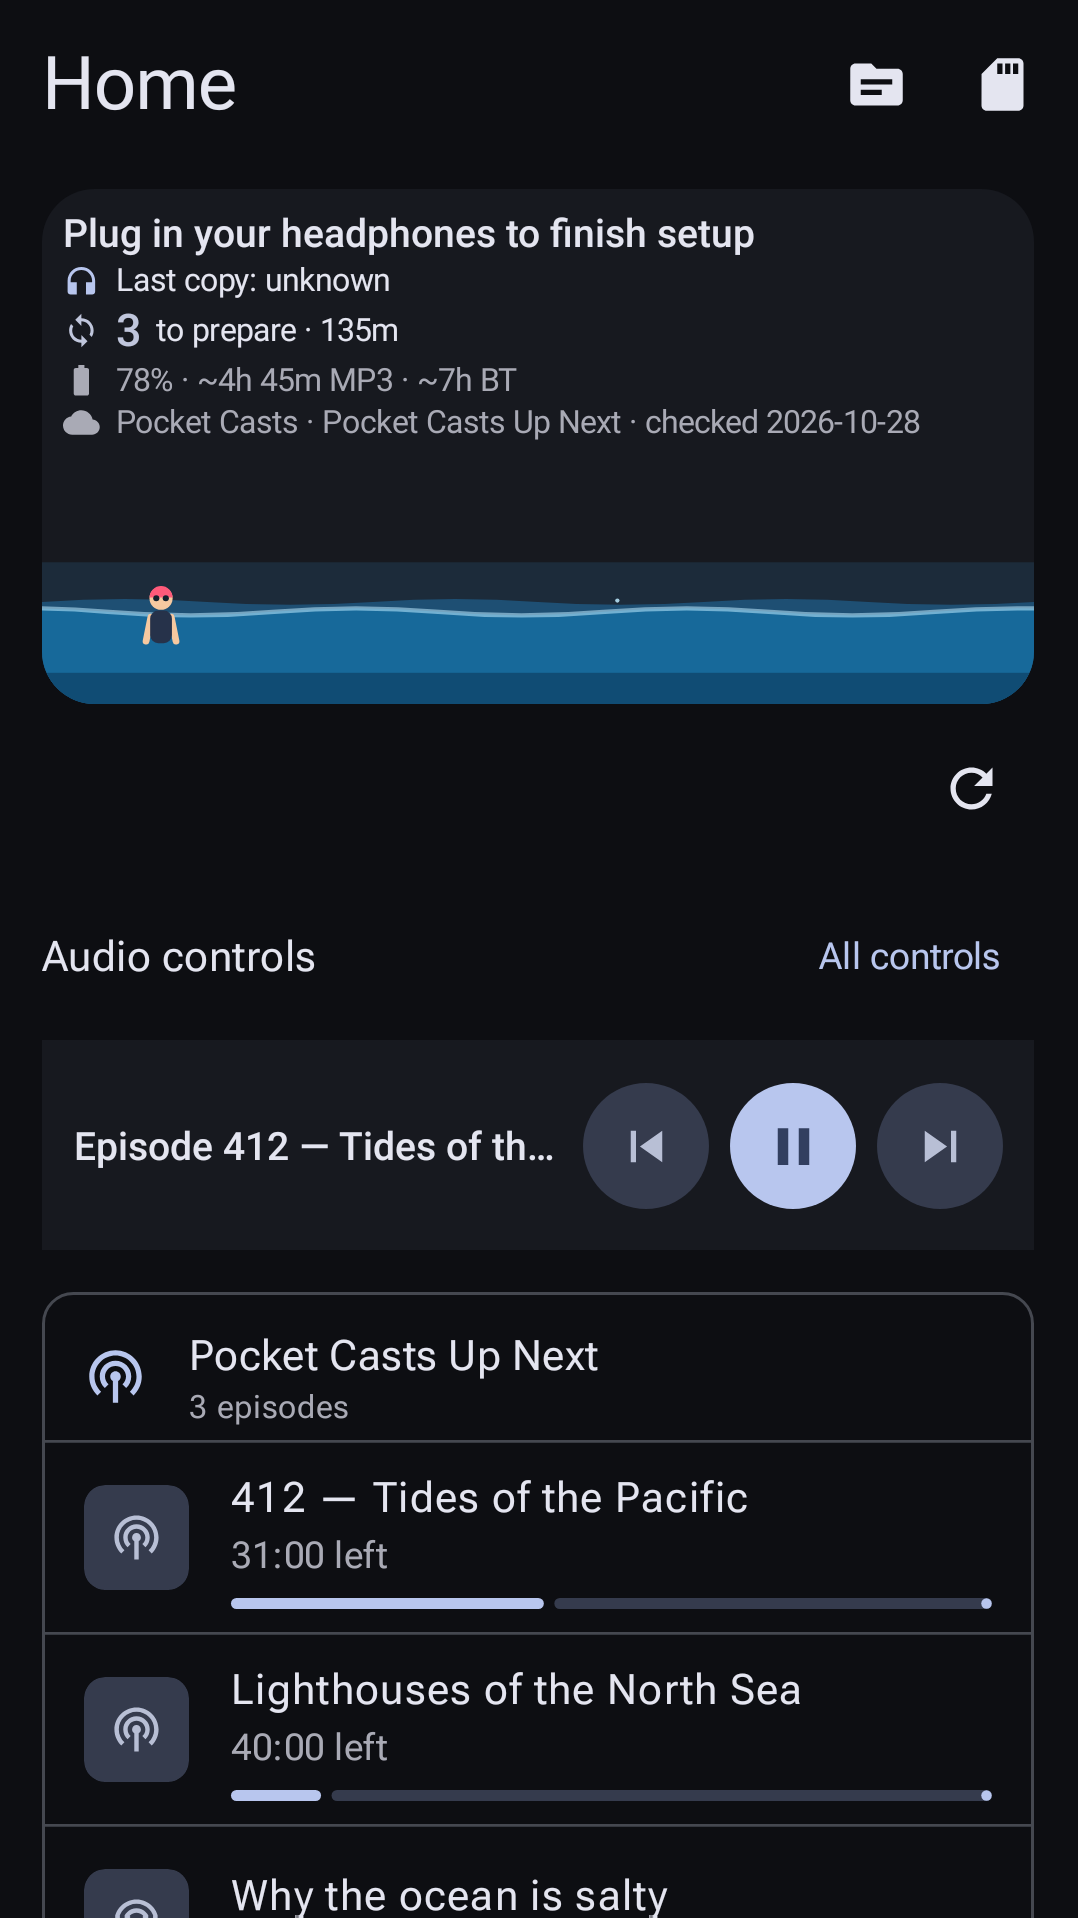 Home
Plug in your headphones to finish setup
Last copy: unknown
3 to prepare · 135m
78% · ~4h 45m MP3 · ~7h BT
Pocket Casts · Pocket Casts Up Next · checked 2026-10-28
Audio controls
All controls
Episode 412 — Tides of th…
Pocket Casts Up Next
3 episodes
412 — Tides of the Pacific
31:00 left
Lighthouses of the North Sea
40:00 left
Why the ocean is salty